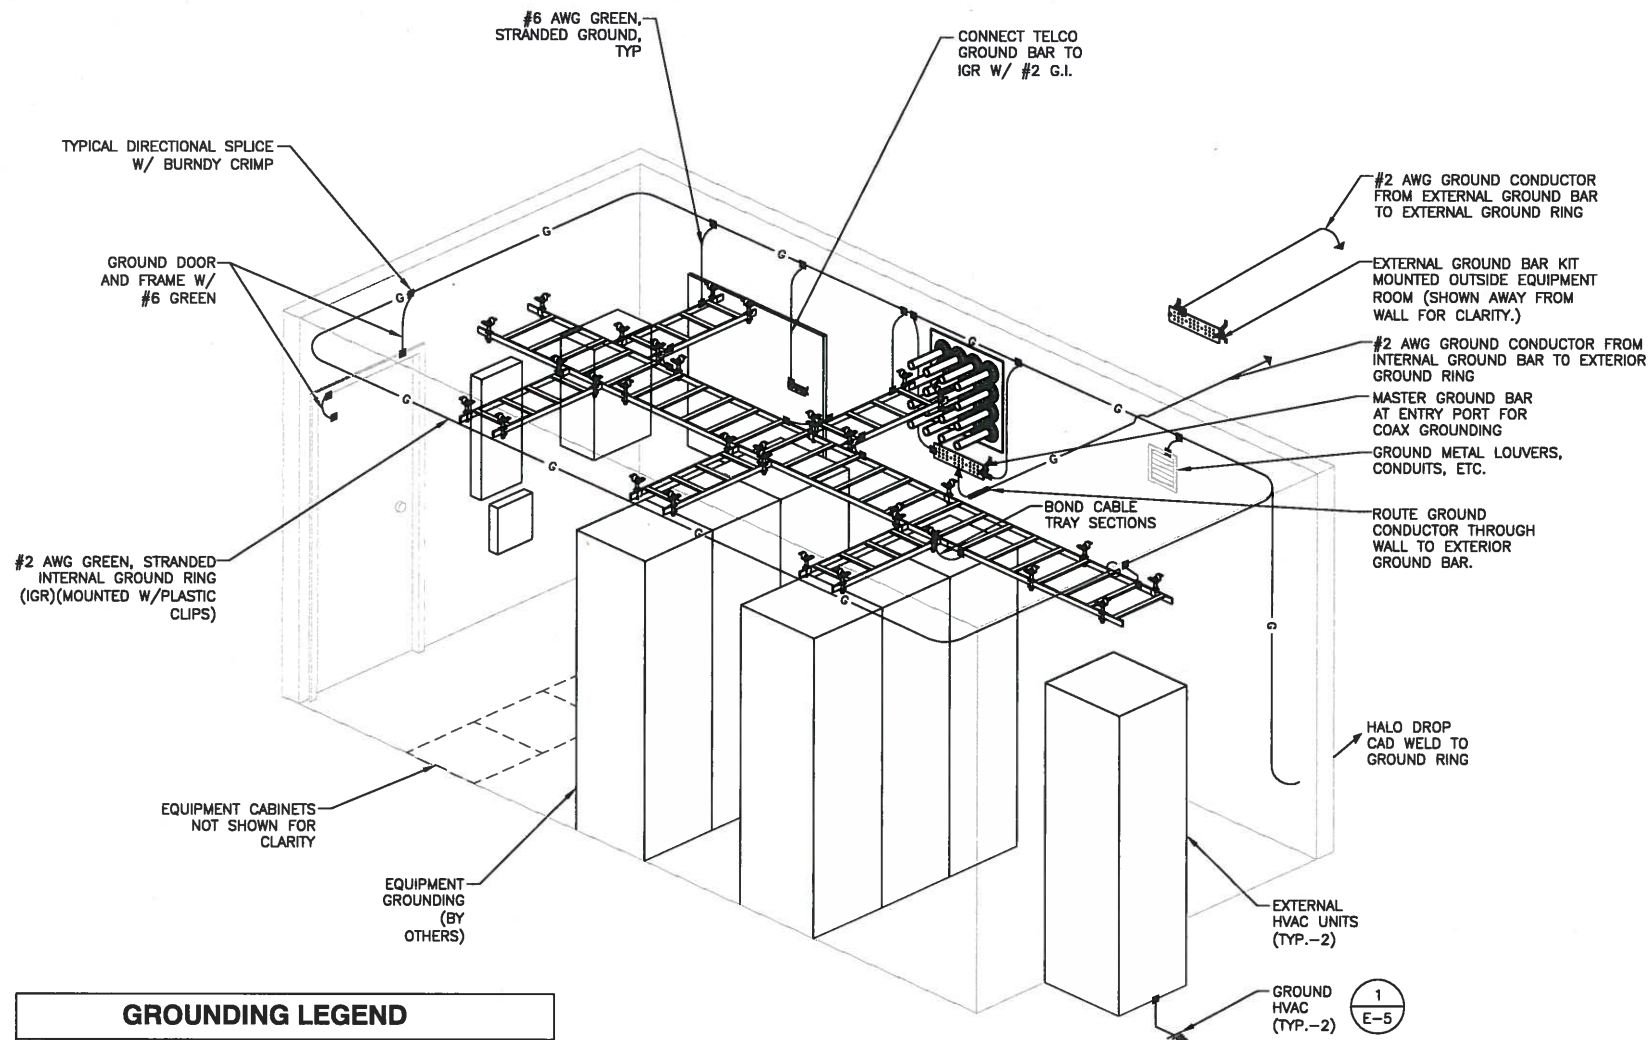 #6 AWG GREEN,
STRANDED GROUND,
TYP
CONNECT TELCO
GROUND BAR TO
IGR W/ #2 G.I.
TYPICAL DIRECTIONAL SPLICE
W/ BURNDY CRIMP
#2 AWG GROUND CONDUCTOR
FROM EXTERNAL GROUND BAR
TO EXTERNAL GROUND RING
GROUND DOOR
AND FRAME W/
#6 GREEN
EXTERNAL GROUND BAR KIT
MOUNTED OUTSIDE EQUIPMENT
ROOM (SHOWN AWAY FROM
WALL FOR CLARITY.)
#2 AWG GROUND CONDUCTOR FROM
INTERNAL GROUND BAR TO EXTERIOR
GROUND RING
MASTER GROUND BAR
AT ENTRY PORT FOR
COAX GROUNDING
GROUND METAL LOUVERS,
CONDUITS, ETC.
BOND CABLE
TRAY SECTIONS
ROUTE GROUND
CONDUCTOR THROUGH
WALL TO EXTERIOR
GROUND BAR.
#2 AWG GREEN, STRANDED
INTERNAL GROUND RING
(IGR)(MOUNTED W/PLASTIC
CLIPS)
G
G
G
G
G
G
G
G
G
G
G
HALO DROP
CAD WELD TO
GROUND RING
EQUIPMENT CABINETS
NOT SHOWN FOR
CLARITY
EQUIPMENT
GROUNDING
(BY
OTHERS)
EXTERNAL
HVAC UNITS
(TYP.-2)
GROUND
HVAC
(TYP.-2)
1
E-5
GROUNDING LEGEND